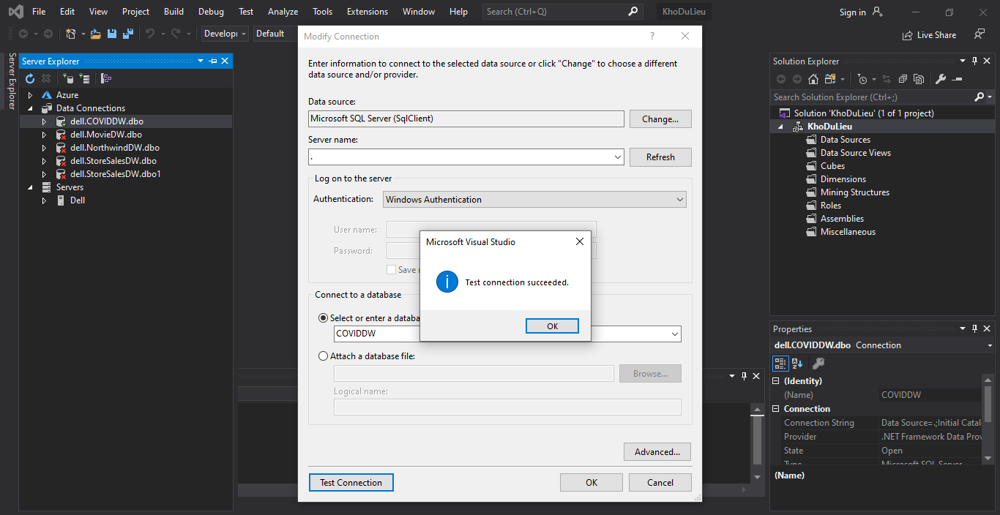 File Edit View Project Build Debug Test Analyze Tools Extensions Window Help Search (Ctrl+Q) KhoDuLieu Sign in
Developi Default Live Share
Server Explorer
Server Explorer
Azure
Data Connections
dell.COVIDDW.dbo
dell.MovieDW.dbo
dell.NorthwindDW.dbo
dell.StoreSalesDW.dbo
dell.StoreSalesDW.dbo1
Servers
Dell
Modify Connection
Enter information to connect to the selected data source or click "Change" to choose a different
data source and/or provider.
Data source:
Microsoft SQL Server (SqlClient)
Change...
Server name:
.
Refresh
Log on to the server
Authentication: Windows Authentication
User name:
Password:
Save
Connect to a database
Select or enter a databa
COVIDDW
Attach a database file:
Browse...
Logical name:
Advanced...
Test Connection OK Cancel
Microsoft Visual Studio
Test connection succeeded.
OK
Solution Explorer
Search Solution Explorer (Ctrl+;)
Solution 'KhoDuLieu' (1 of 1 project)
KhoDuLieu
Data Sources
Data Source Views
Cubes
Dimensions
Mining Structures
Roles
Assemblies
Miscellaneous
Properties
dell.COVIDDW.dbo Connection
(Identity)
(Name) COVIDDW
Connection
Connection String Data Source=.;Initial Catal
Provider .NET Framework Data Prov
State Open
Type Microsoft SQL Server
(Name)